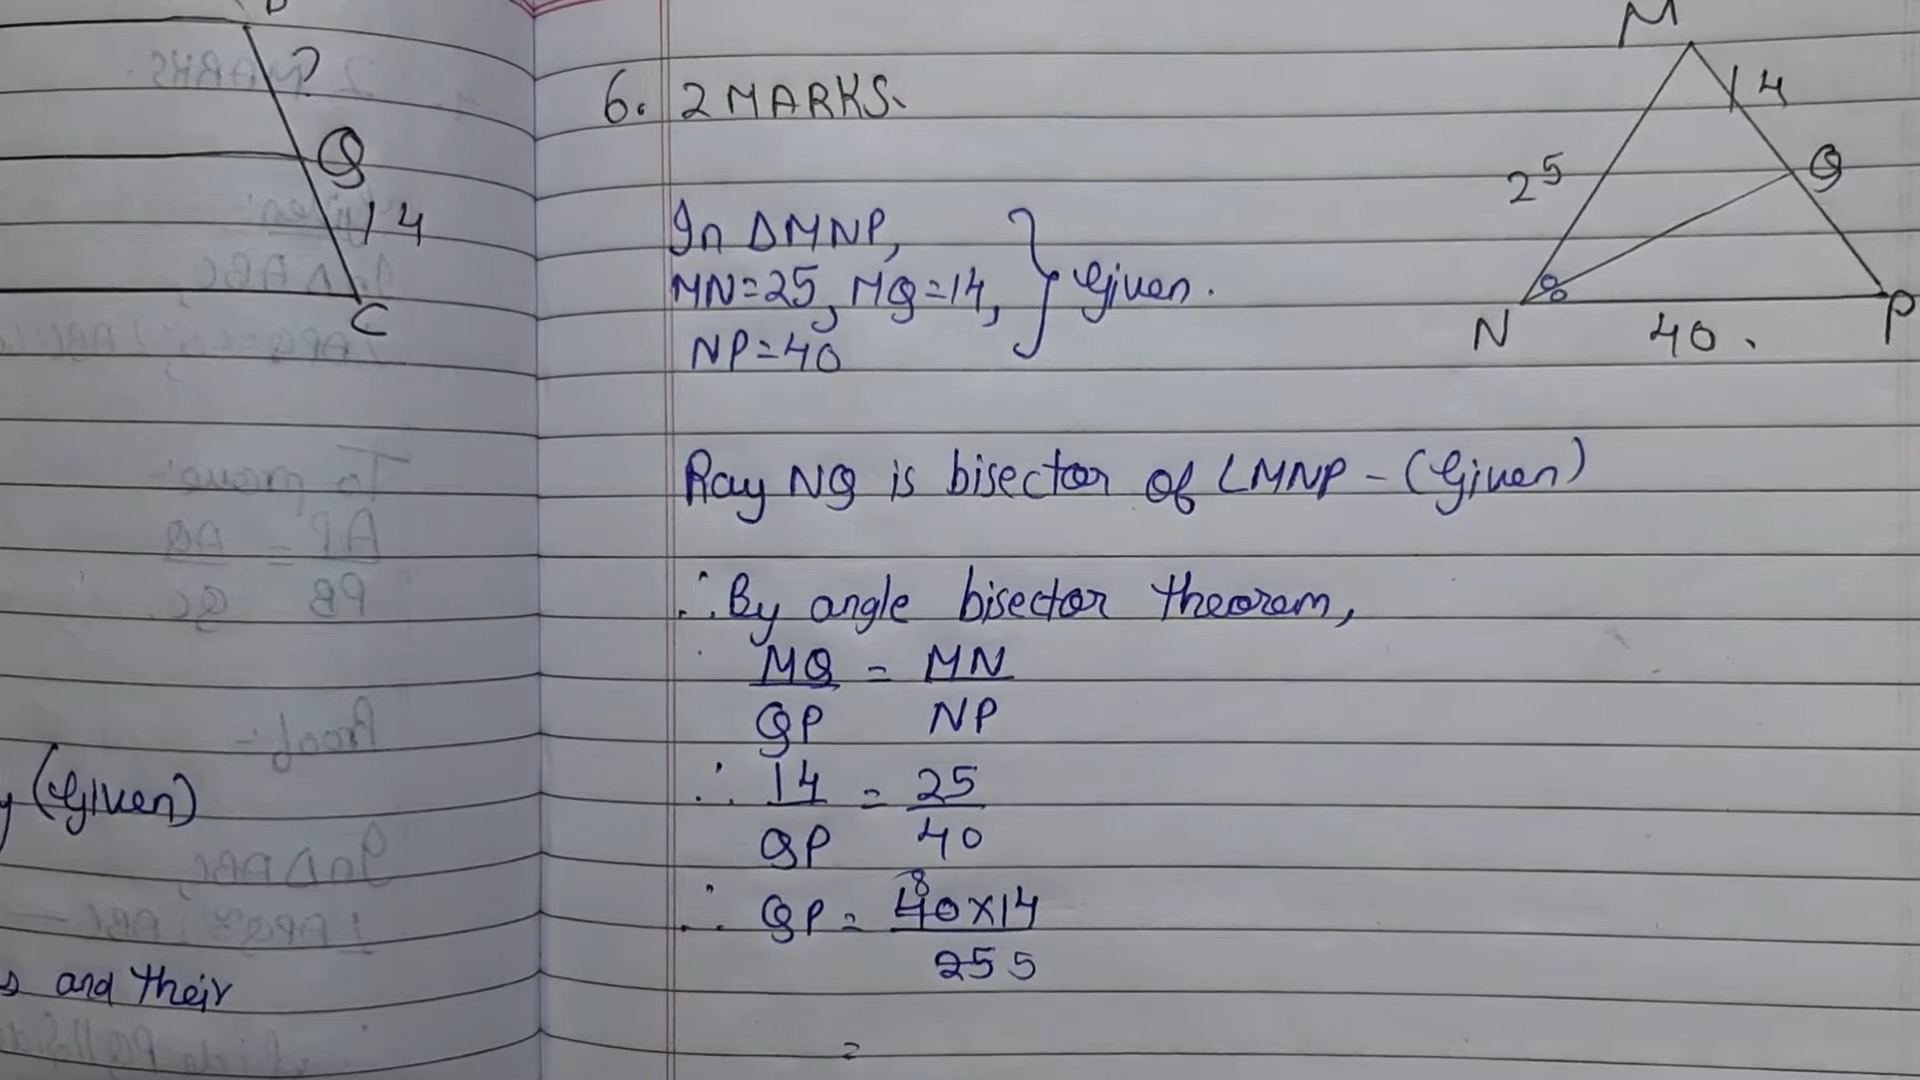 ?
Q
14
C
(Given)
and their
6. 2 MARKS.
In ΔMNP,
MN=25, MQ=14, } Given.
NP=40
Ray NQ is bisector of ∠MNP - (Given)
∴ By angle bisector theorem,
MQ = MN
QP NP
∴ 14 = 25
QP 40
8
∴ QP = 40×14
25 5
=
M
14
25
Q
N
40.
P